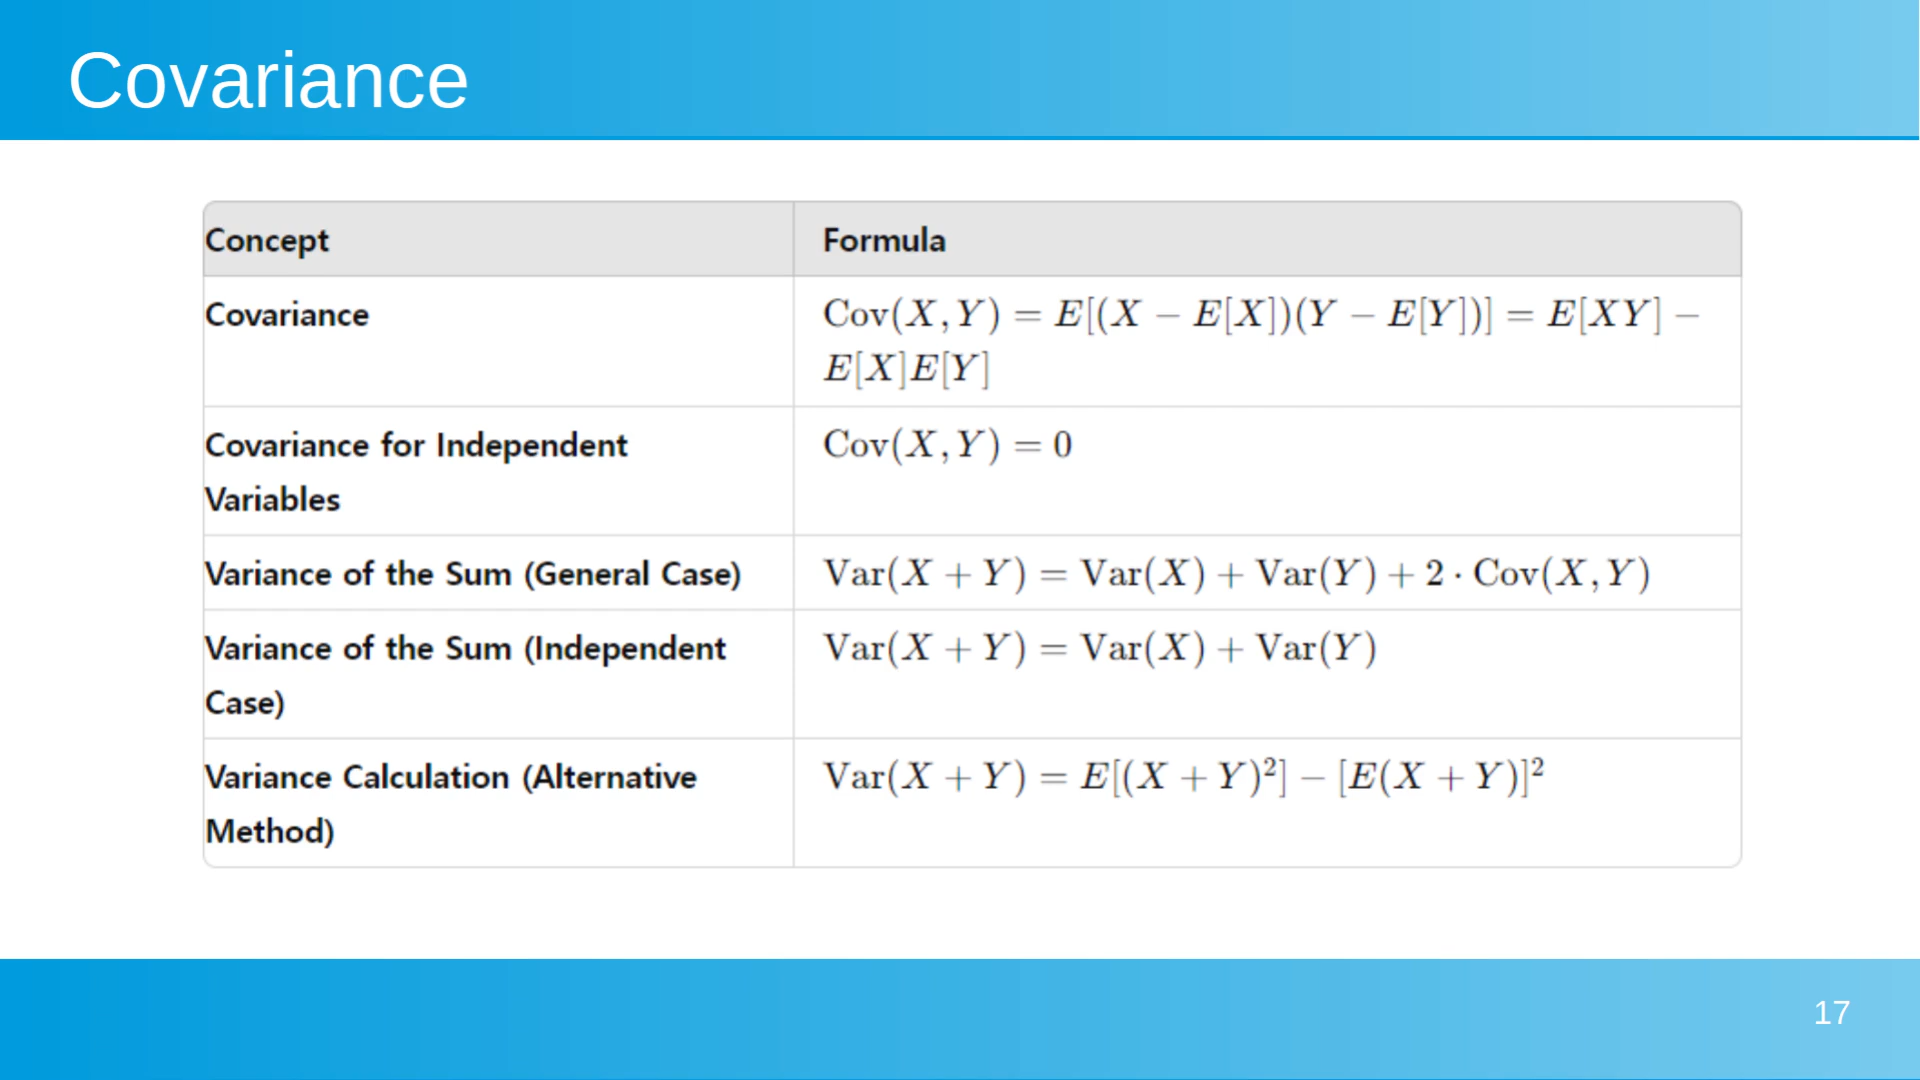 Covariance
Concept
Formula
Covariance
Cov(X, Y) = E[(X − E[X])(Y − E[Y])] = E[XY] −
E[X]E[Y]
Covariance for Independent
Variables
Cov(X, Y) = 0
Variance of the Sum (General Case)
Var(X + Y) = Var(X) + Var(Y) + 2 · Cov(X, Y)
Variance of the Sum (Independent
Case)
Var(X + Y) = Var(X) + Var(Y)
Variance Calculation (Alternative
Method)
Var(X + Y) = E[(X + Y)²] − [E(X + Y)]²
17